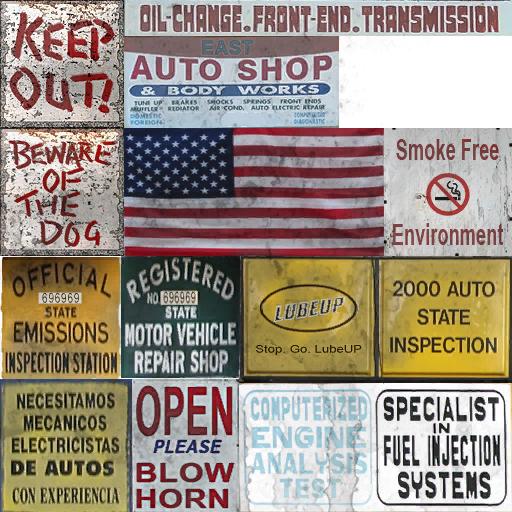 KEEP
OUT!
OIL-CHANGE. FRONT-END. TRANSMISSION
EAST
AUTO SHOP
& BODY WORKS
TUNE UP BRAKES SHOCKS SPRINGS FRONT ENDS
MUFFLER RADIATOR AIR COND. AUTO ELECTRIC REPAIR
DOMESTIC COMPUTERIZED
FOREIGN DIAGNOSTIC
BEWARE
OF
THE
DOG
Smoke Free
Environment
OFFICIAL
696969
STATE
EMISSIONS
INSPECTION STATION
REGISTERED
NO 696969
STATE
MOTOR VEHICLE
REPAIR SHOP
LUBEUP
Stop. Go. LubeUP
2000 AUTO
STATE
INSPECTION
NECESITAMOS
MECANICOS
ELECTRICISTAS
DE AUTOS
CON EXPERIENCIA
OPEN
PLEASE
BLOW
HORN
COMPUTERIZED
ENGINE
ANALYSIS
TEST
SPECIALIST
IN
FUEL INJECTION
SYSTEMS